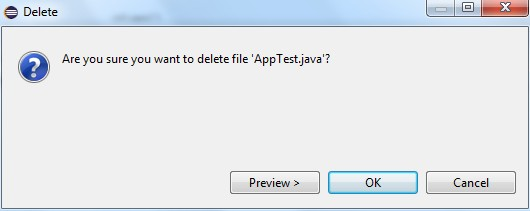 Delete
Are you sure you want to delete file 'AppTest.java'?
Preview >
OK
Cancel